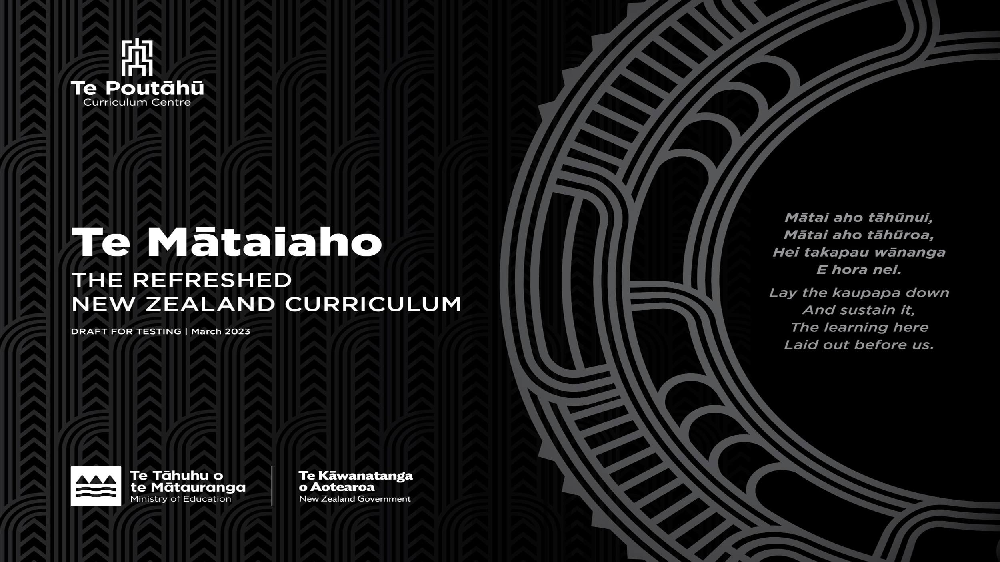 Te Poutāhū
Curriculum Centre
Te Mātaiaho
THE REFRESHED
NEW ZEALAND CURRICULUM
DRAFT FOR TESTING | March 2023
Te Tāhuhu o
te Mātauranga
Ministry of Education
Te Kāwanatanga
o Aotearoa
New Zealand Government
Mātai aho tāhūnui,
Mātai aho tāhūroa,
Hei takapau wānanga
E hora nei.
Lay the kaupapa down
And sustain it,
The learning here
Laid out before us.